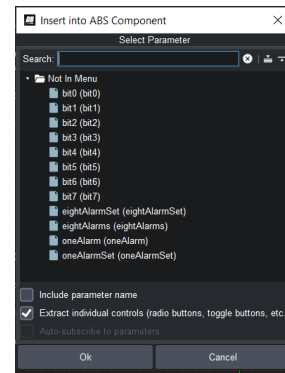 Insert into ABS Component
Select Parameter
Search:
Not In Menu
bit0 (bit0)
bit1 (bit1)
bit2 (bit2)
bit3 (bit3)
bit4 (bit4)
bit5 (bit5)
bit6 (bit6)
bit7 (bit7)
eightAlarmSet (eightAlarmSet)
eightAlarms (eightAlarms)
oneAlarm (oneAlarm)
oneAlarmSet (oneAlarmSet)
Include parameter name
Extract individual controls (radio buttons, toggle buttons, etc.
Auto-subscribe to parameters
Ok Cancel